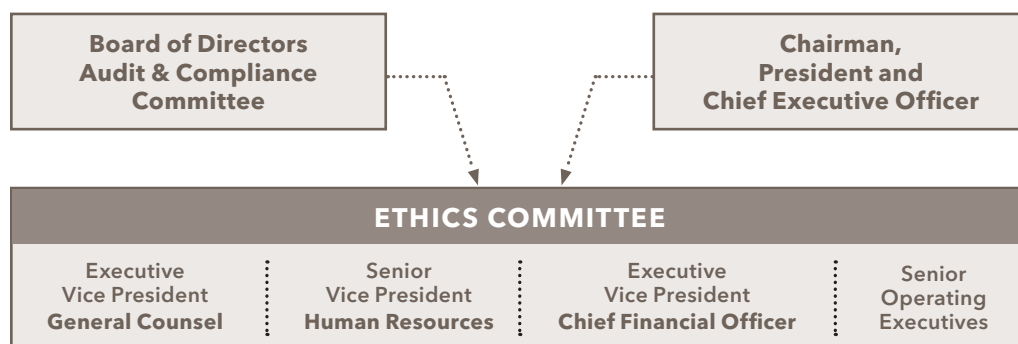 Board of Directors
Audit & Compliance
Committee
Chairman,
President and
Chief Executive Officer
ETHICS COMMITTEE
Executive
Vice President
General Counsel
Senior
Vice President
Human Resources
Executive
Vice President
Chief Financial Officer
Senior
Operating
Executives